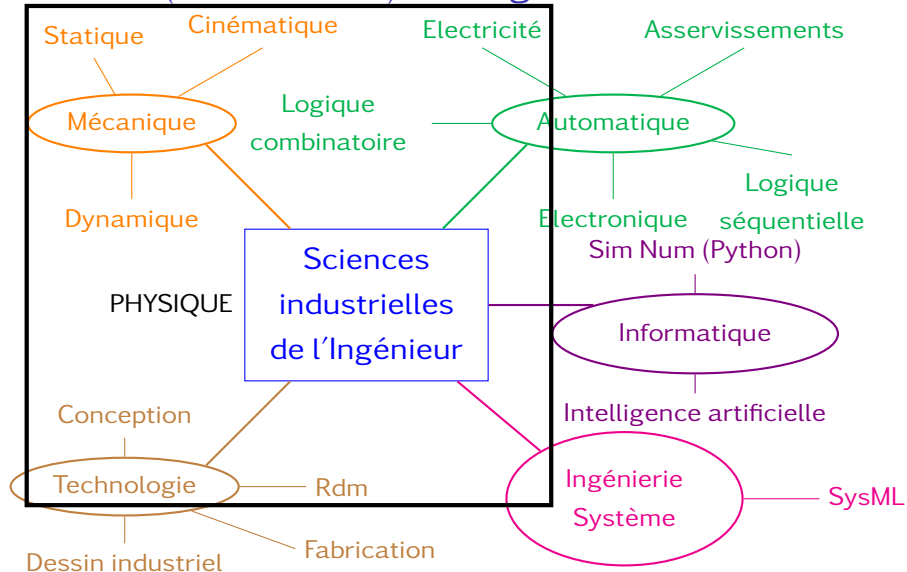 Statique
Cinématique
Electricité
Asservissements
Mécanique
Logique
combinatoire
Automatique
Dynamique
Electronique
Logique
séquentielle
Sciences
industrielles
de l'Ingénieur
PHYSIQUE
Sim Num (Python)
Informatique
Intelligence artificielle
Conception
Technologie
Rdm
Dessin industriel
Fabrication
Ingénierie
Système
SysML